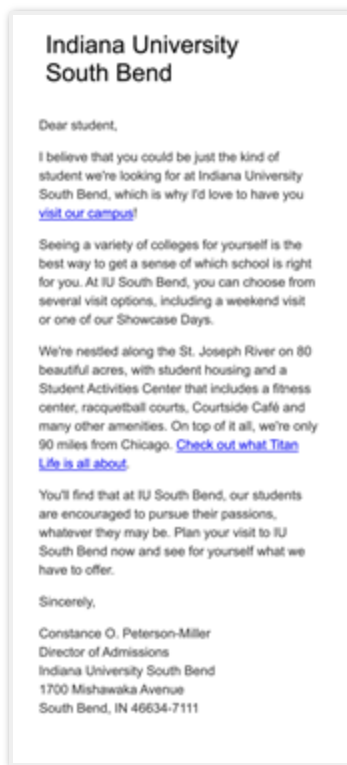 Indiana University
South Bend
Dear student,
I believe that you could be just the kind of
student we're looking for at Indiana University
South Bend, which is why I'd love to have you
visit our campus!
Seeing a variety of colleges for yourself is the
best way to get a sense of which school is right
for you. At IU South Bend, you can choose from
several visit options, including a weekend visit
or one of our Showcase Days.
We're nestled along the St. Joseph River on 80
beautiful acres, with student housing and a
Student Activities Center that includes a fitness
center, racquetball courts, Courtside Café and
many other amenities. On top of it all, we're only
90 miles from Chicago. Check out what Titan
Life is all about.
You'll find that at IU South Bend, our students
are encouraged to pursue their passions,
whatever they may be. Plan your visit to IU
South Bend now and see for yourself what we
have to offer.
Sincerely,
Constance O. Peterson-Miller
Director of Admissions
Indiana University South Bend
1700 Mishawaka Avenue
South Bend, IN 46634-7111